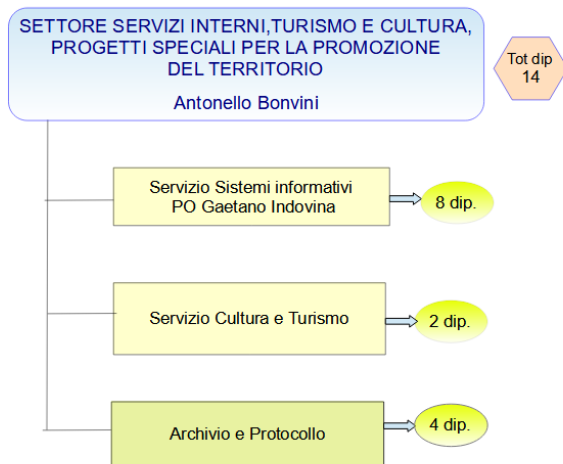 SETTORE SERVIZI INTERNI,TURISMO E CULTURA,
PROGETTI SPECIALI PER LA PROMOZIONE
DEL TERRITORIO
Antonello Bonvini
Tot dip
14
Servizio Sistemi informativi
PO Gaetano Indovina
8 dip.
Servizio Cultura e Turismo
2 dip.
Archivio e Protocollo
4 dip.